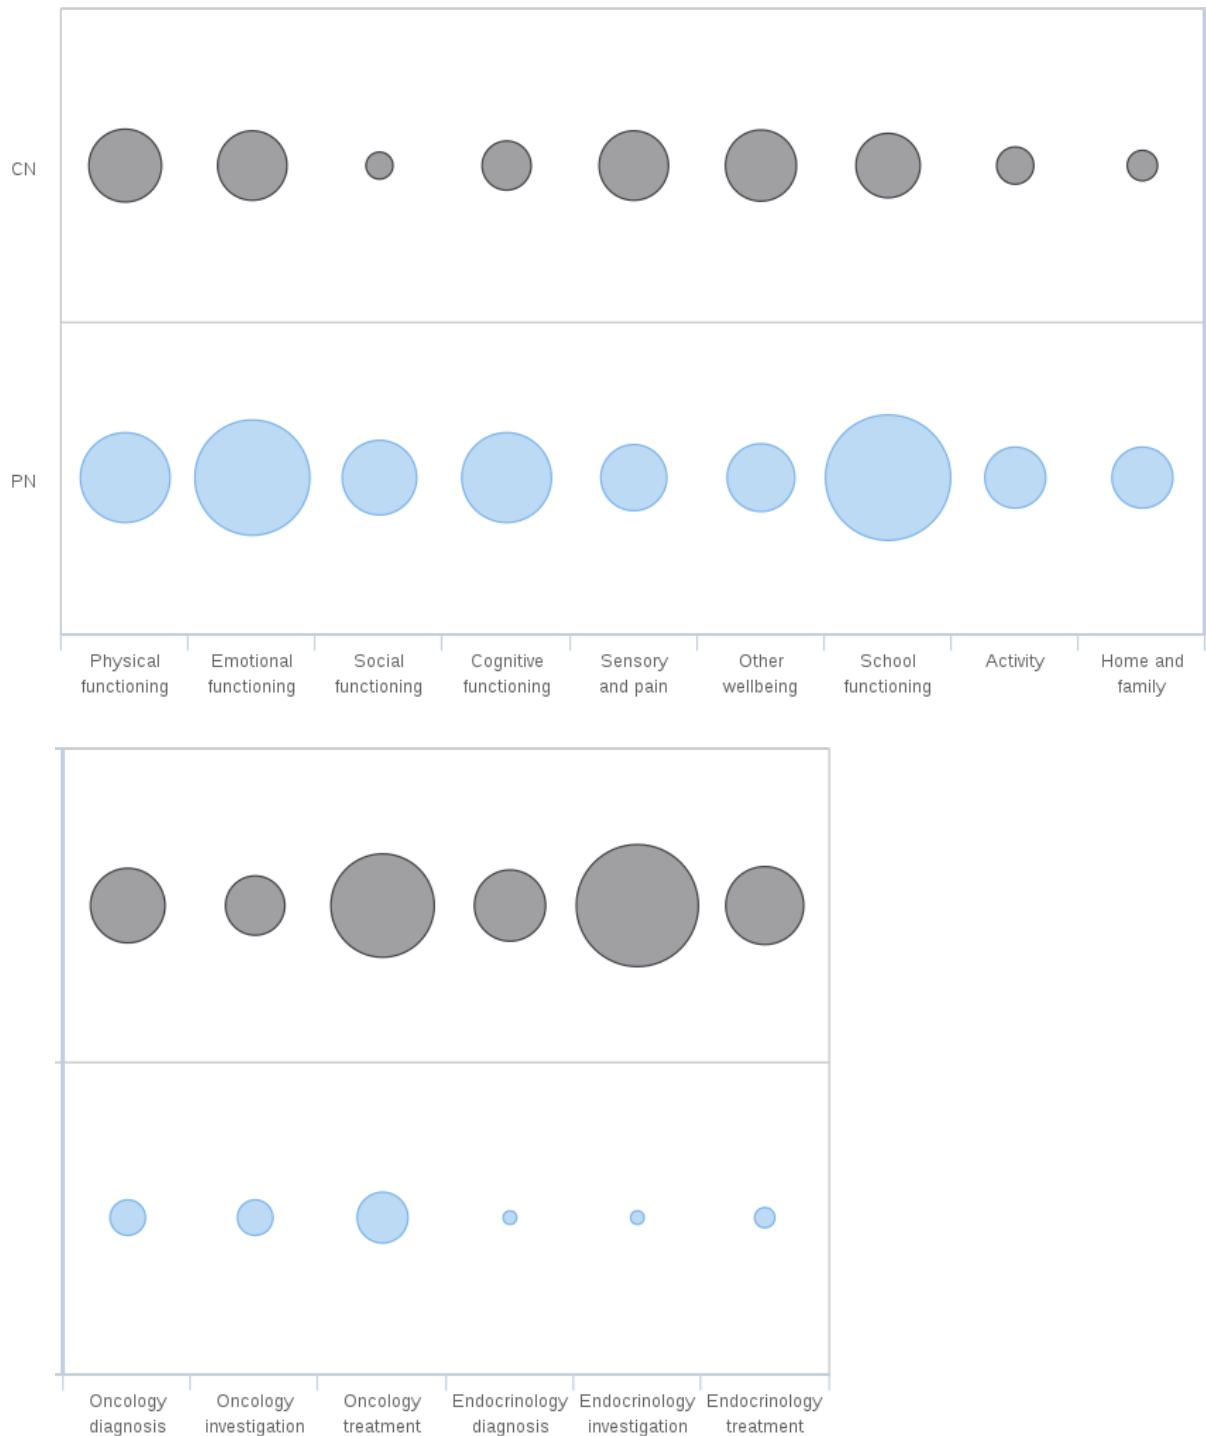 CN
PN
Physical Emotional Social Cognitive Sensory Other School Activity Home and
functioning functioning functioning functioning and pain wellbeing functioning family
Oncology Oncology Oncology Endocrinology Endocrinology Endocrinology
diagnosis investigation treatment diagnosis investigation treatment